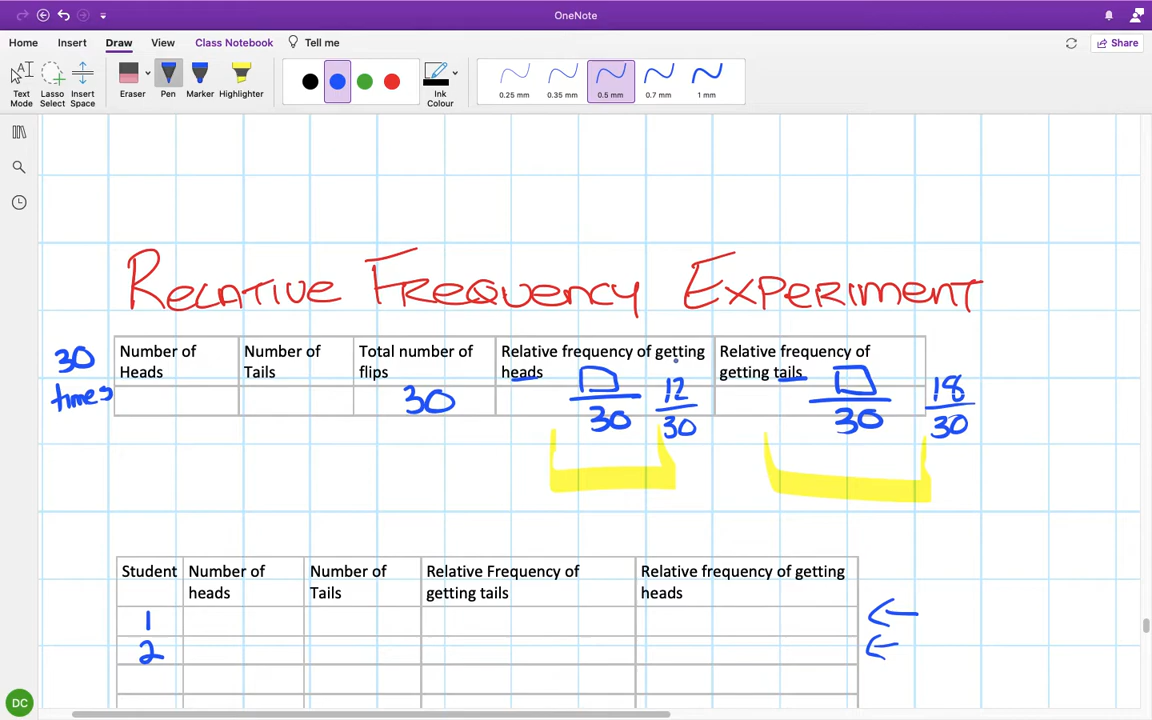 OneNote
Home Insert Draw View Class Notebook Tell me
Share
Text Mode
Lasso Select
Insert Space
Eraser
Pen
Marker
Highlighter
Ink Colour
0.25 mm
0.35 mm
0.5 mm
0.7 mm
1 mm
RELATIVE FREQUENCY EXPERIMENT
30 times
Number of Heads
Number of Tails
Total number of flips
Relative frequency of getting heads
Relative frequency of getting tails
30
30
12
30
30
18
30
Student
Number of heads
Number of Tails
Relative Frequency of getting tails
Relative frequency of getting heads
1
2
DC